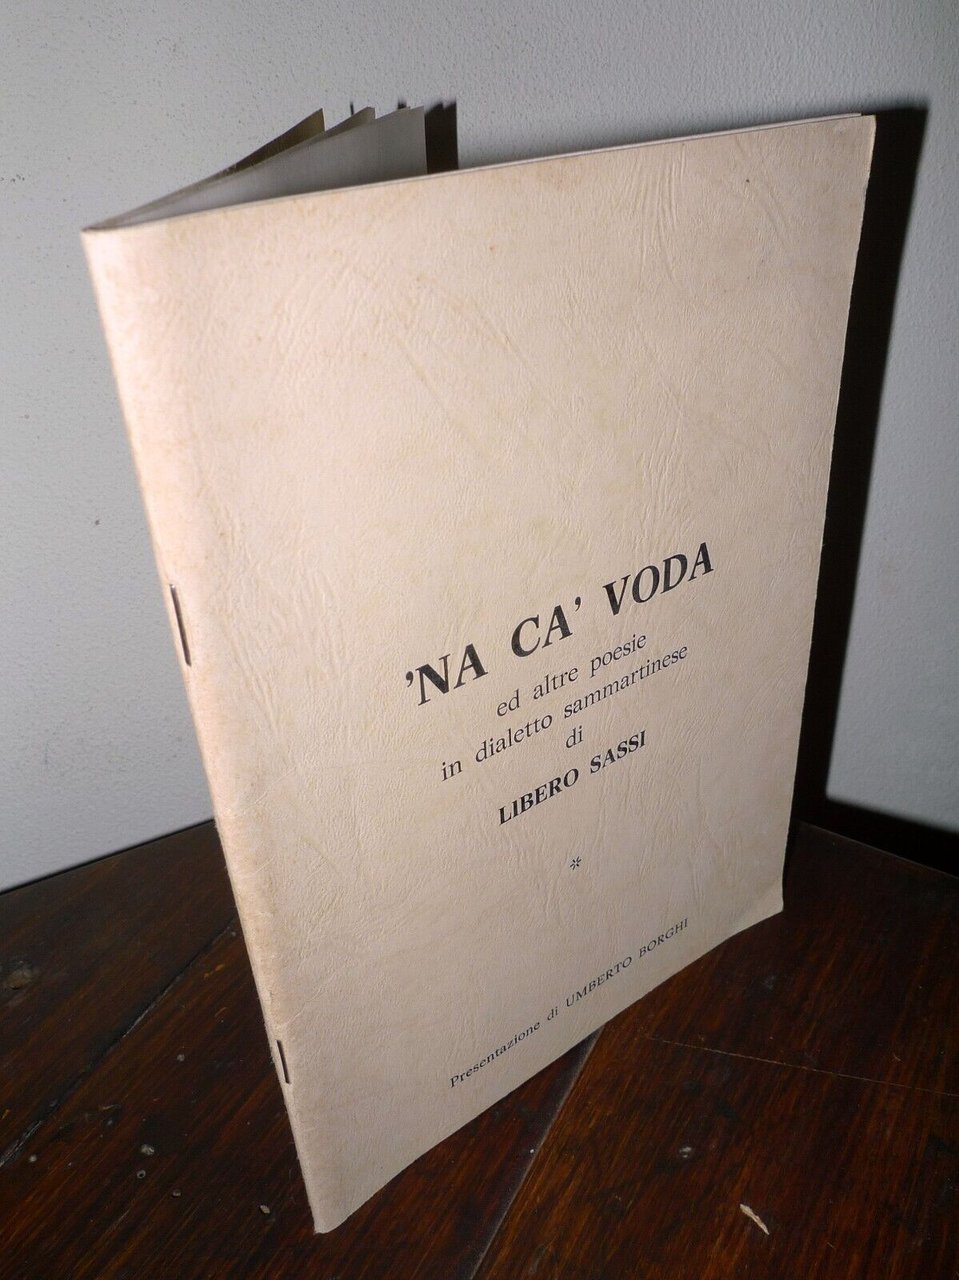 'NA CA' VODA
ed altre poesie
in dialetto sammartinese
di
LIBERO SASSI
Presentazione di UMBERTO BORGHI